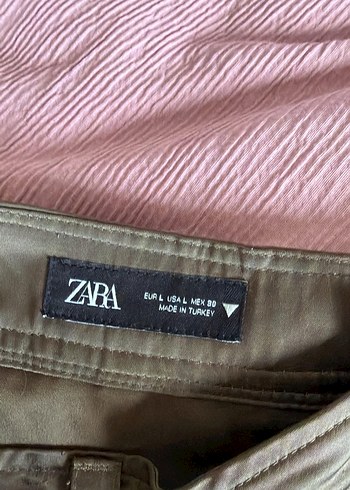 ZARA
EUR L USA L MEX 30
MADE IN TURKEY